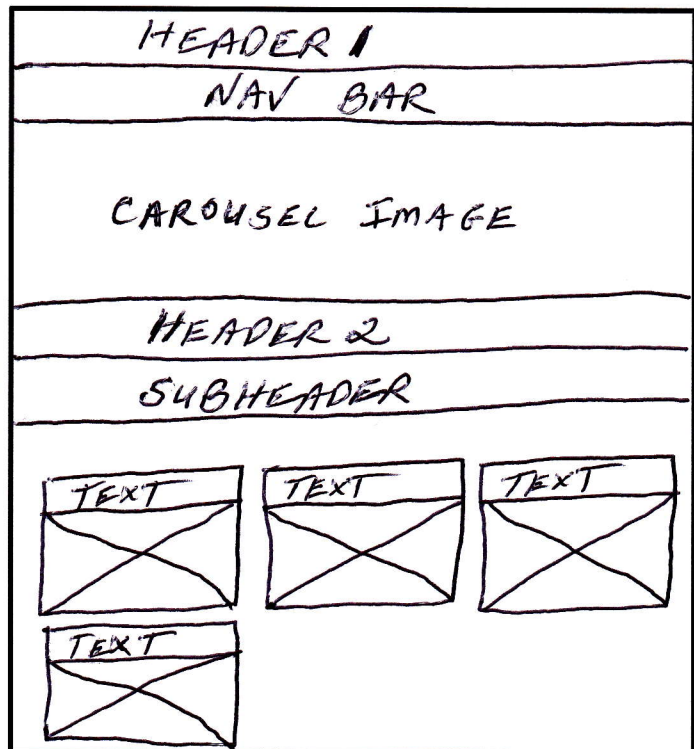 HEADER 1
NAV BAR
CAROUSEL IMAGE
HEADER 2
SUBHEADER
TEXT TEXT TEXT
TEXT